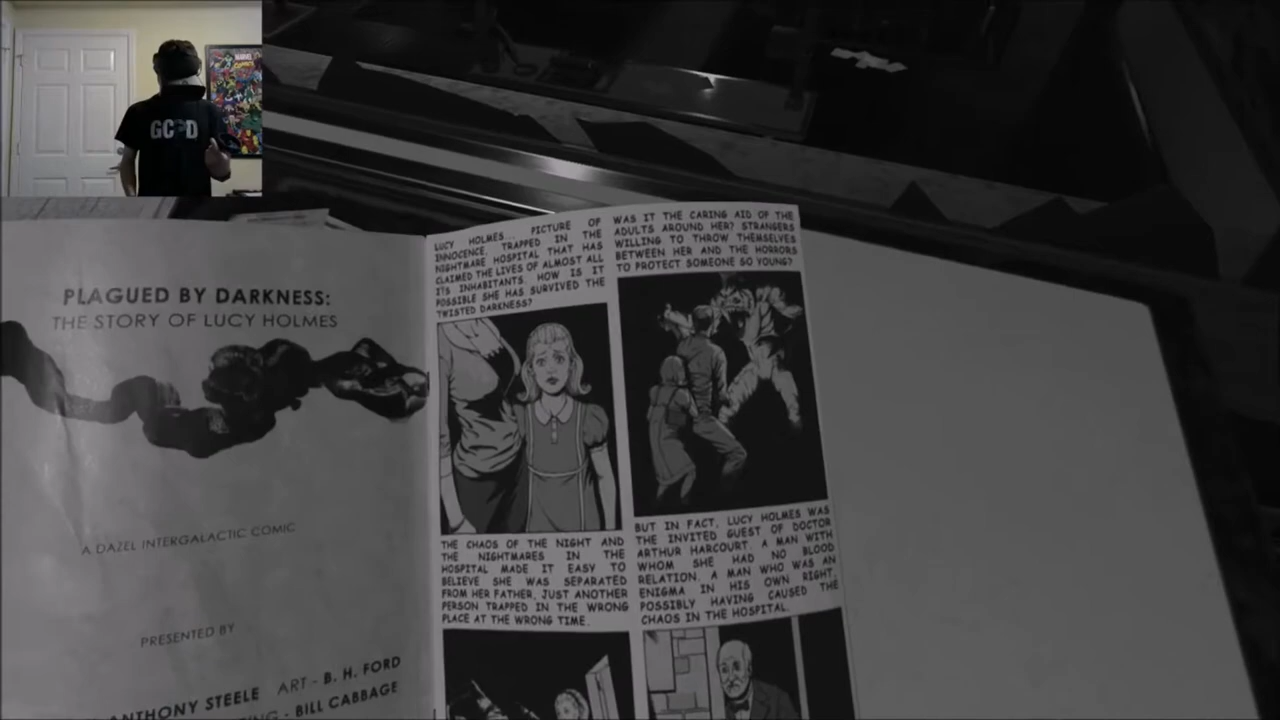 GCPD
MARVEL
COMICS
PLAGUED BY DARKNESS:
THE STORY OF LUCY HOLMES
A DAZEL INTERGALACTIC COMIC
PRESENTED BY
ANTHONY STEELE ART - B. H. FORD
- BILL CABBAGE
LUCY HOLMES... PICTURE OF
INNOCENCE, TRAPPED IN THE
NIGHTMARE HOSPITAL THAT HAS
CLAIMED THE LIVES OF ALMOST ALL
ITS INHABITANTS. HOW IS IT
POSSIBLE SHE HAS SURVIVED THE
TWISTED DARKNESS?
WAS IT THE CARING AID OF THE
ADULTS AROUND HER? STRANGERS
WILLING TO THROW THEMSELVES
BETWEEN HER AND THE HORRORS
TO PROTECT SOMEONE SO YOUNG?
THE CHAOS OF THE NIGHT AND
THE NIGHTMARES IN THE
HOSPITAL MADE IT EASY TO
BELIEVE SHE WAS SEPARATED
FROM HER FATHER, JUST ANOTHER
PERSON TRAPPED IN THE WRONG
PLACE AT THE WRONG TIME.
BUT IN FACT, LUCY HOLMES WAS
THE INVITED GUEST OF DOCTOR
ARTHUR HARCOURT. A MAN WITH
WHOM SHE HAD NO BLOOD
RELATION. A MAN WHO WAS AN
ENIGMA IN HIS OWN RIGHT,
POSSIBLY HAVING CAUSED THE
CHAOS IN THE HOSPITAL.